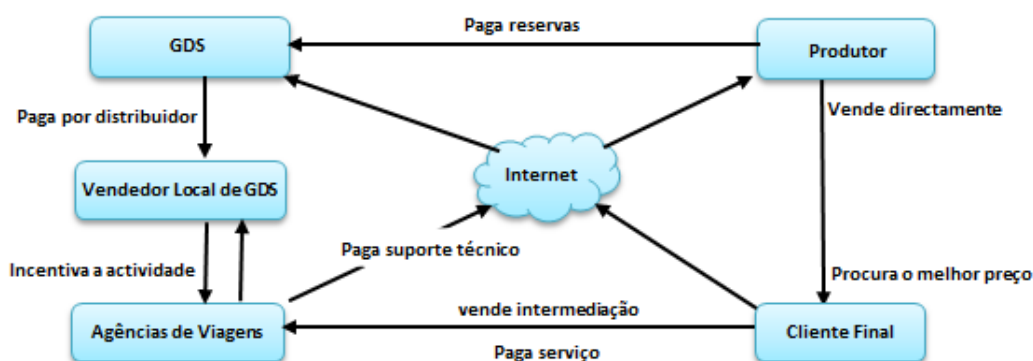 Paga reservas
GDS
Produtor
Paga por distribuidor
Vende directamente
Internet
Vendedor Local de GDS
Paga suporte técnico
Incentiva a actividade
Procura o melhor preço
vende intermediação
Agências de Viagens
Cliente Final
Paga serviço